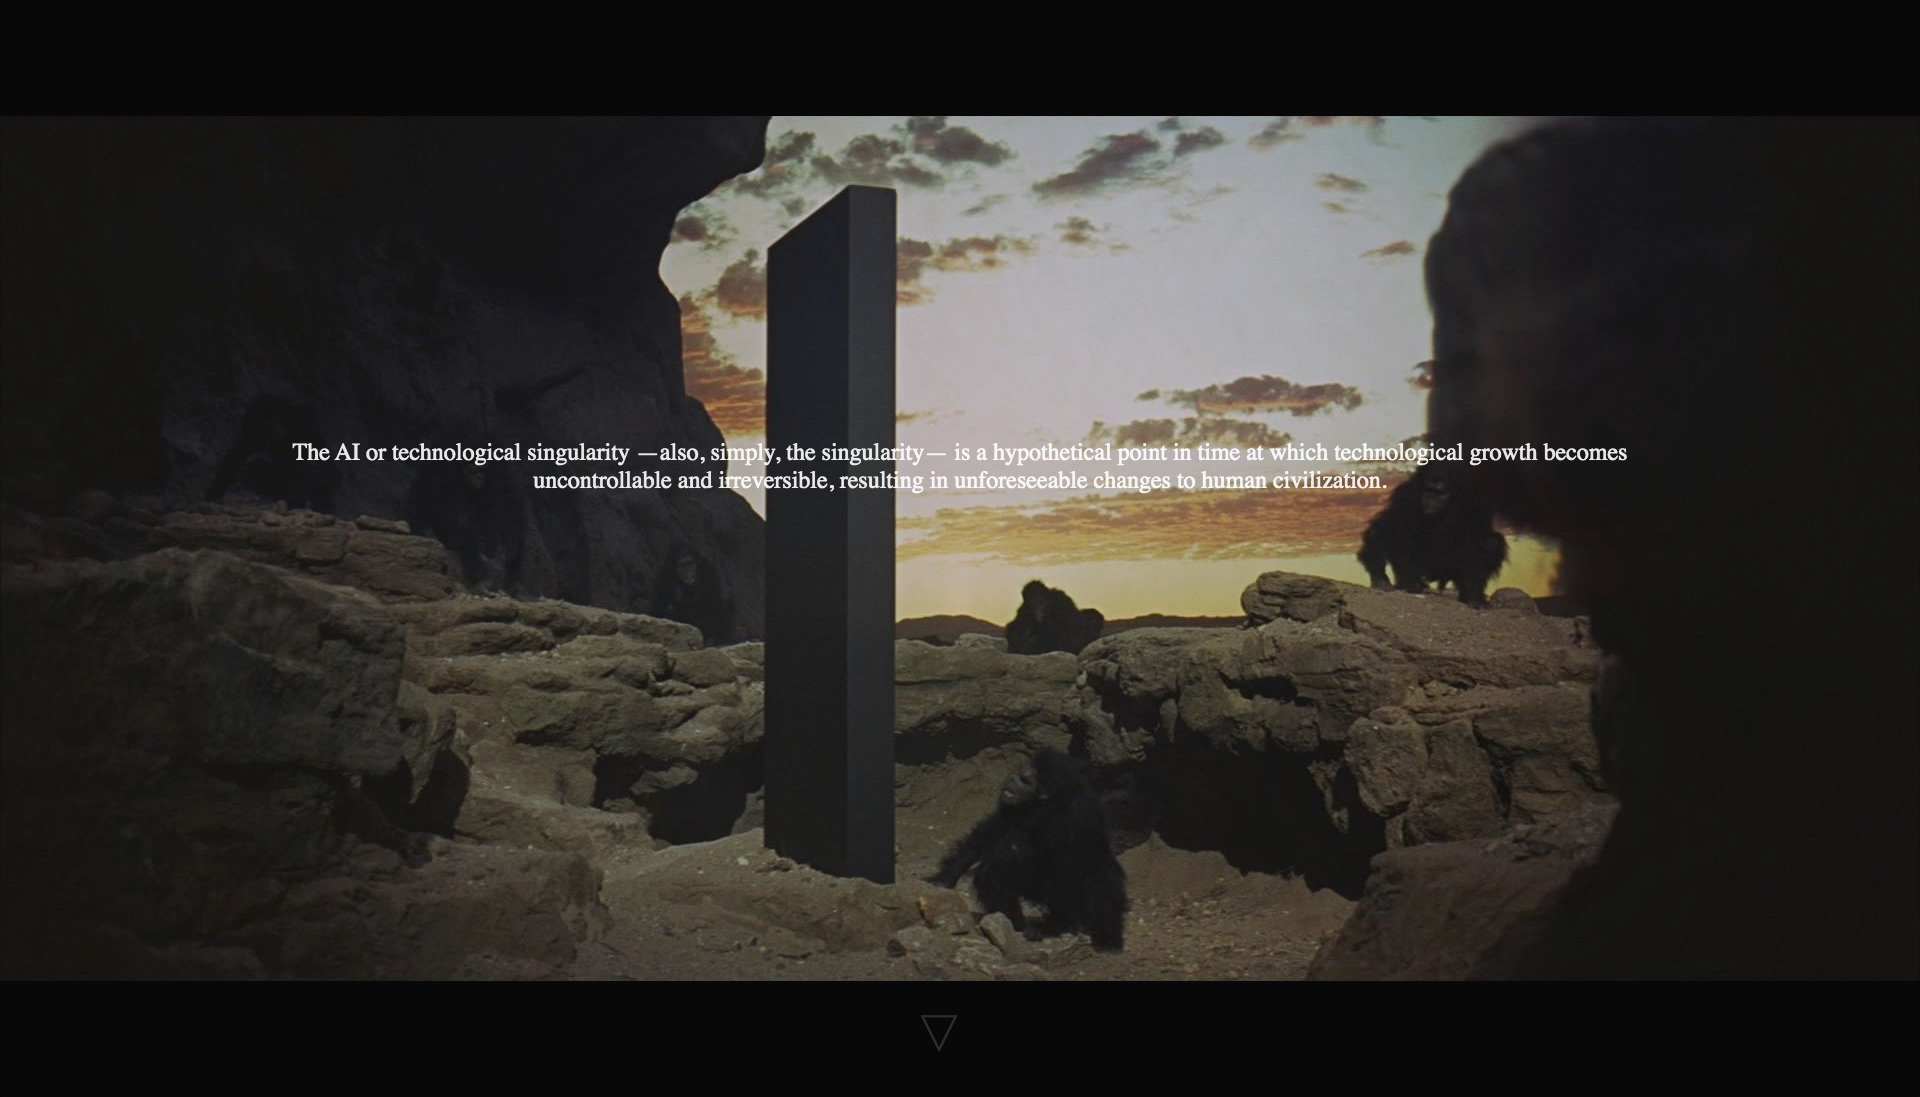 The AI or technological singularity —also, simply, the singularity— is a hypothetical point in time at which technological growth becomes
uncontrollable and irreversible, resulting in unforeseeable changes to human civilization.